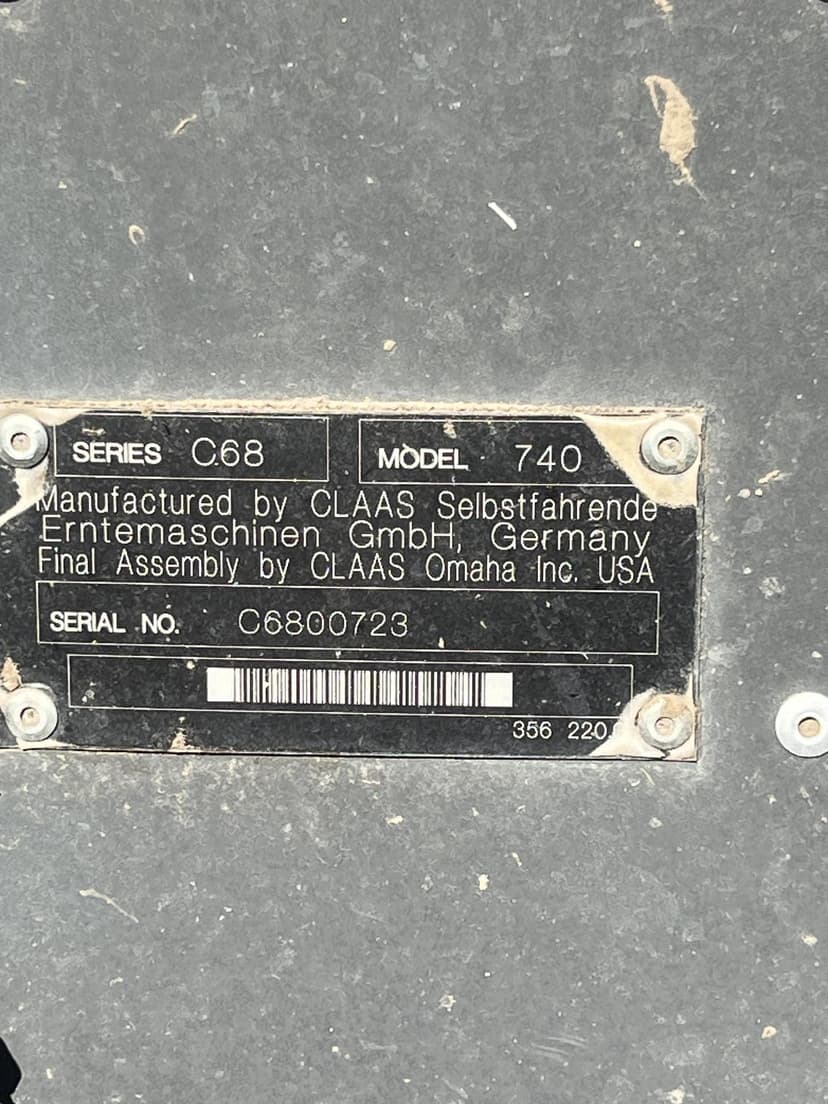 SERIES C68 MODEL 740
Manufactured by CLAAS Selbstfahrende
Erntemaschinen GmbH, Germany
Final Assembly by CLAAS Omaha Inc. USA
SERIAL NO. C6800723
356 220